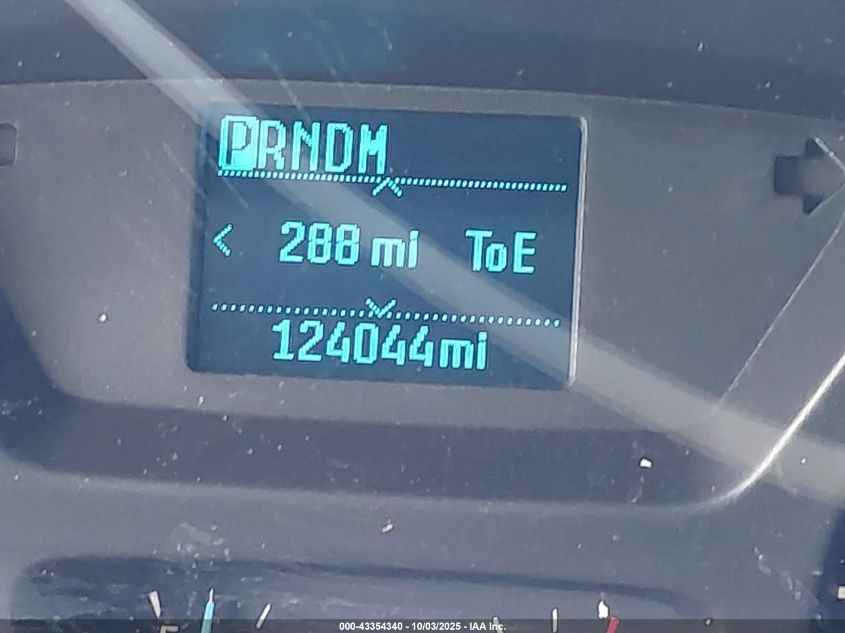 PRNDM
< 288 mi ToE
124044mi
000-43354340 - 10/03/2025 - IAA Inc.